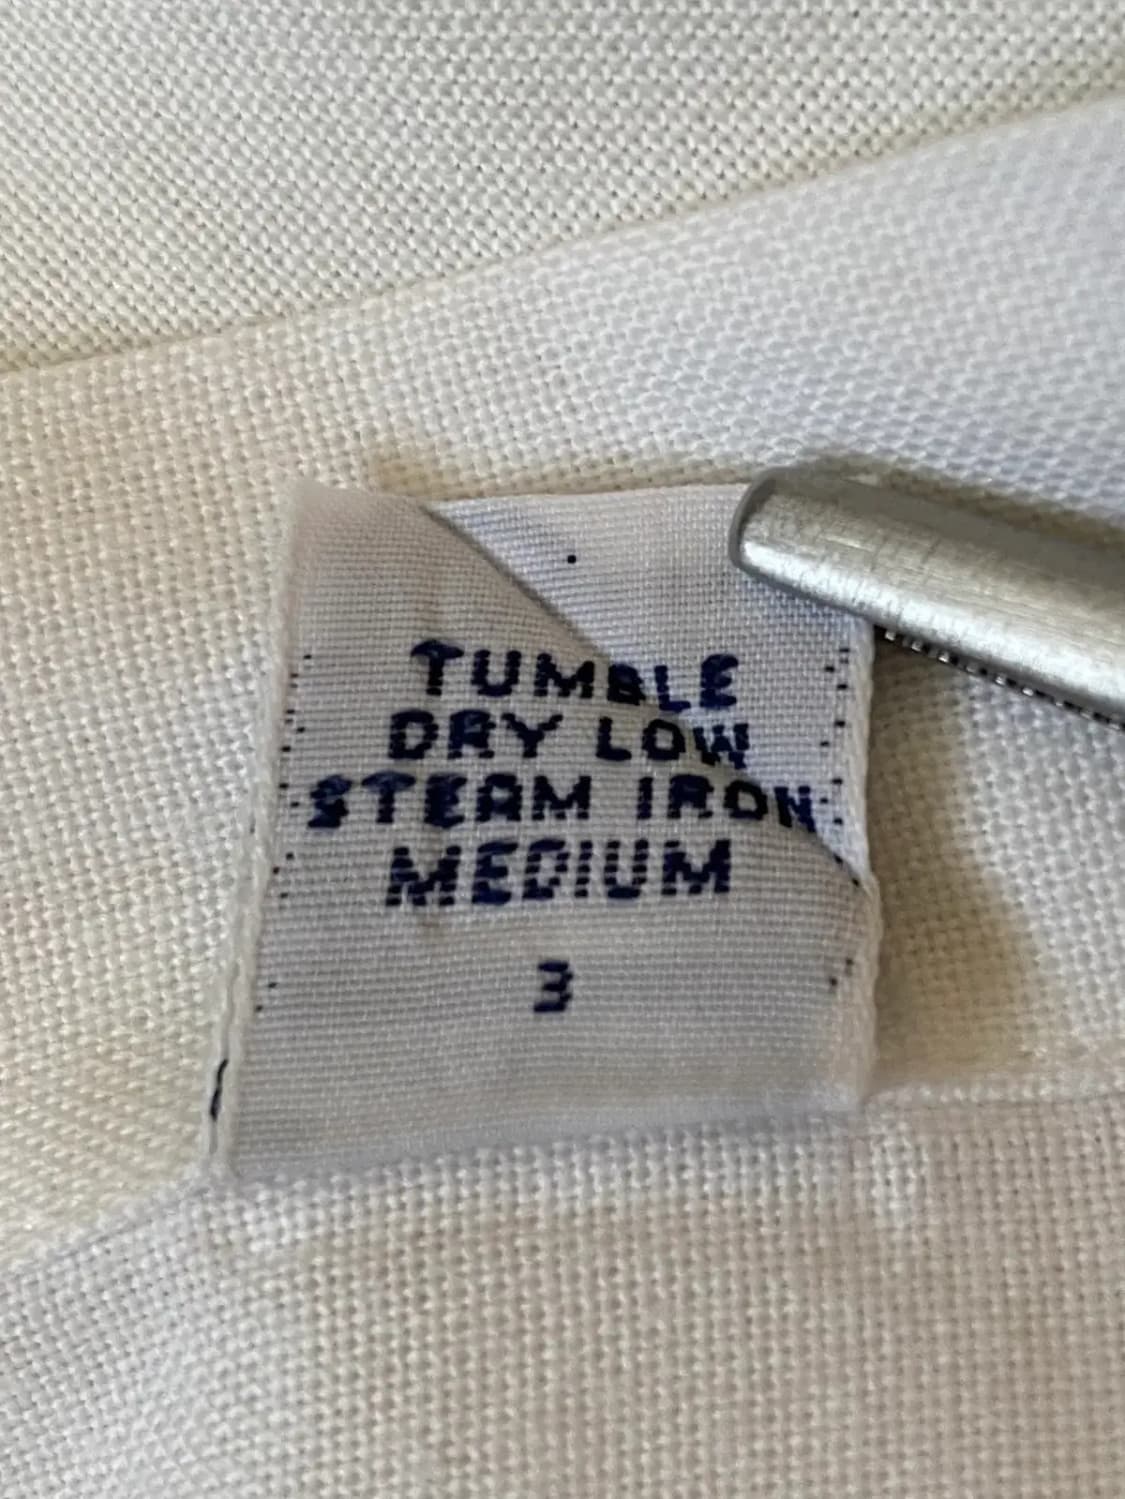 TUMBLE
DRY LOW
STEAM IRON
MEDIUM
3